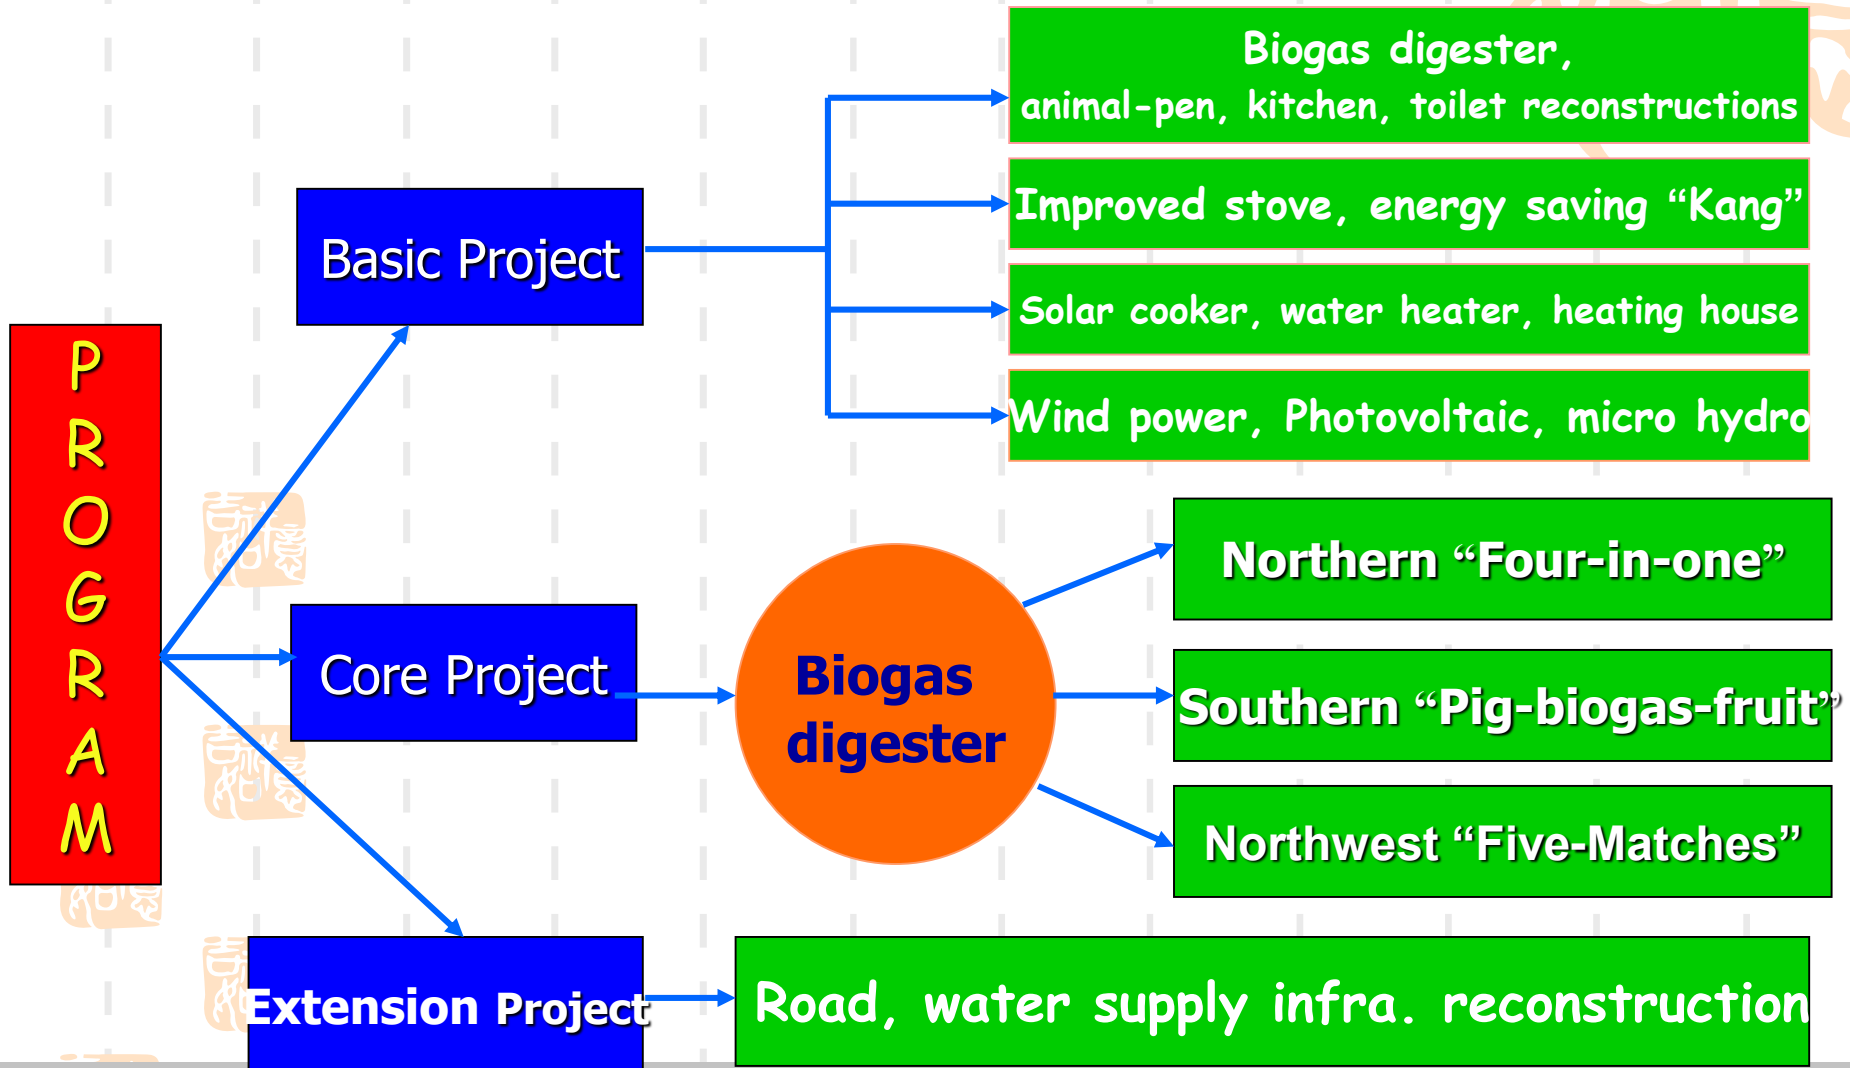 PROGRAM
Basic Project
Biogas digester,
animal-pen, kitchen, toilet reconstructions
Improved stove, energy saving “Kang”
Solar cooker, water heater, heating house
Wind power, Photovoltaic, micro hydro
Core Project
Biogas
digester
Northern “Four-in-one”
Southern “Pig-biogas-fruit”
Northwest “Five-Matches”
Extension Project
Road, water supply infra. reconstruction